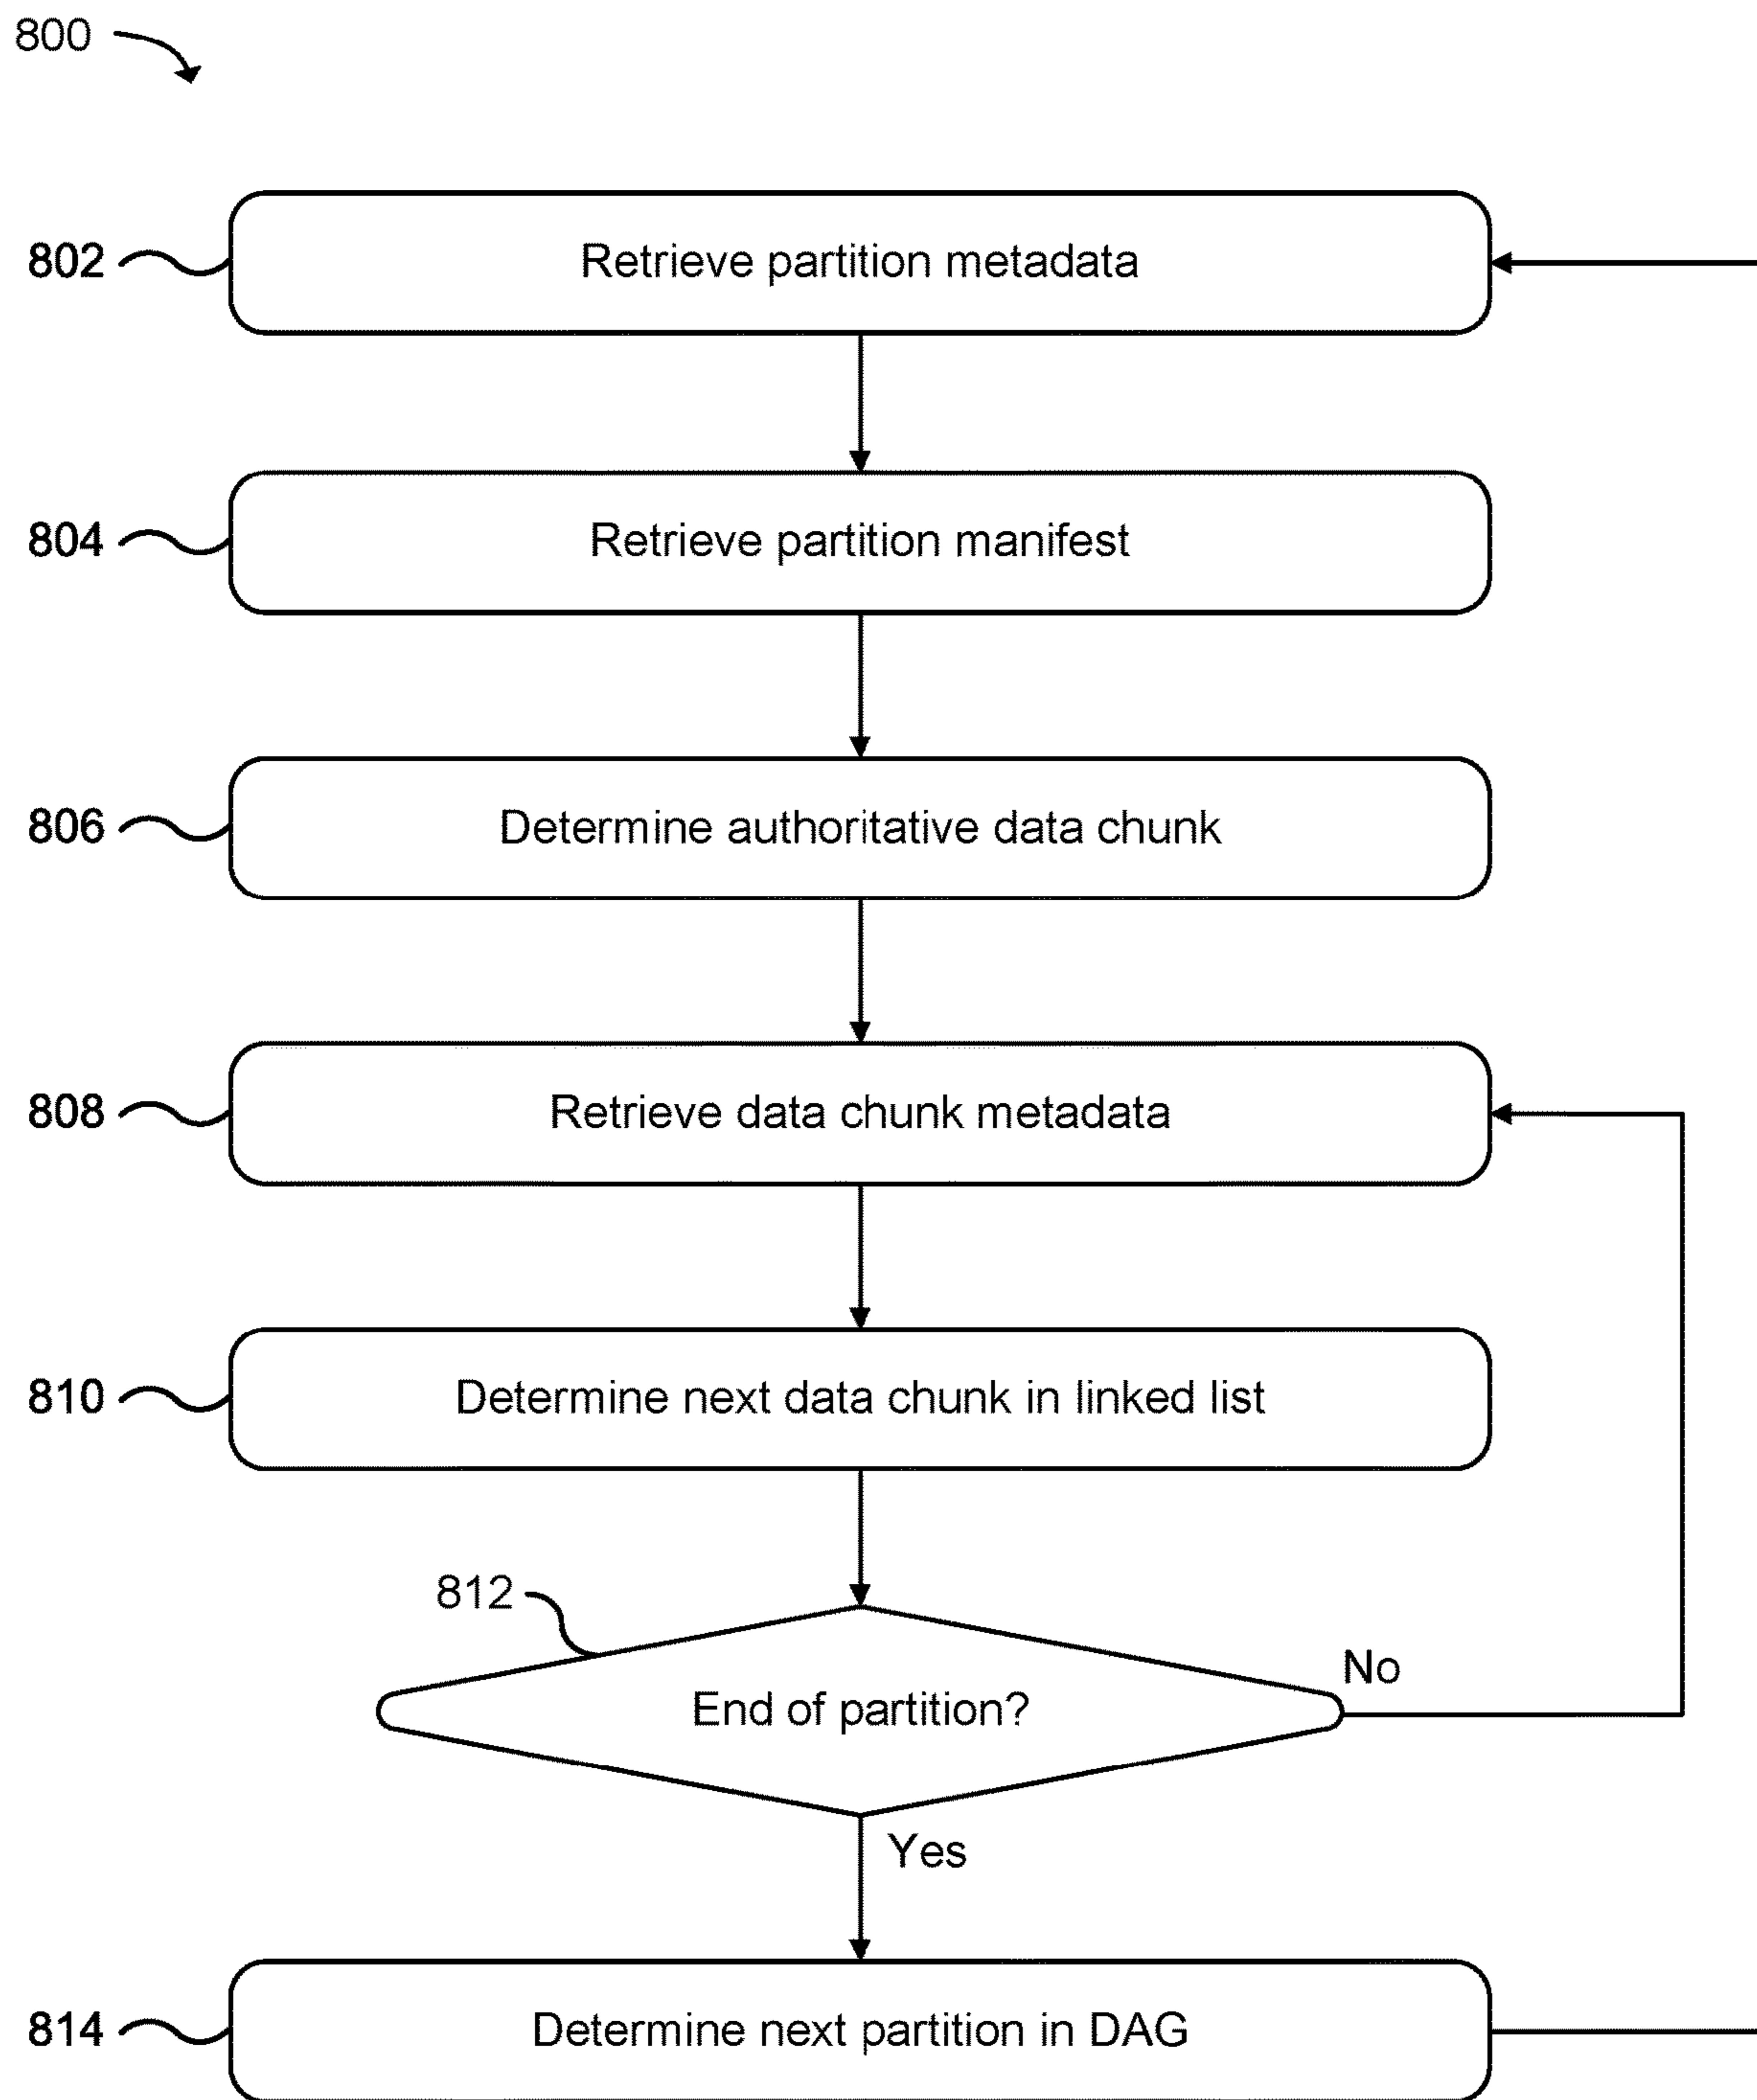 800
802
Retrieve partition metadata
804
Retrieve partition manifest
806
Determine authoritative data chunk
808
Retrieve data chunk metadata
810
Determine next data chunk in linked list
812
End of partition?
No
Yes
814
Determine next partition in DAG